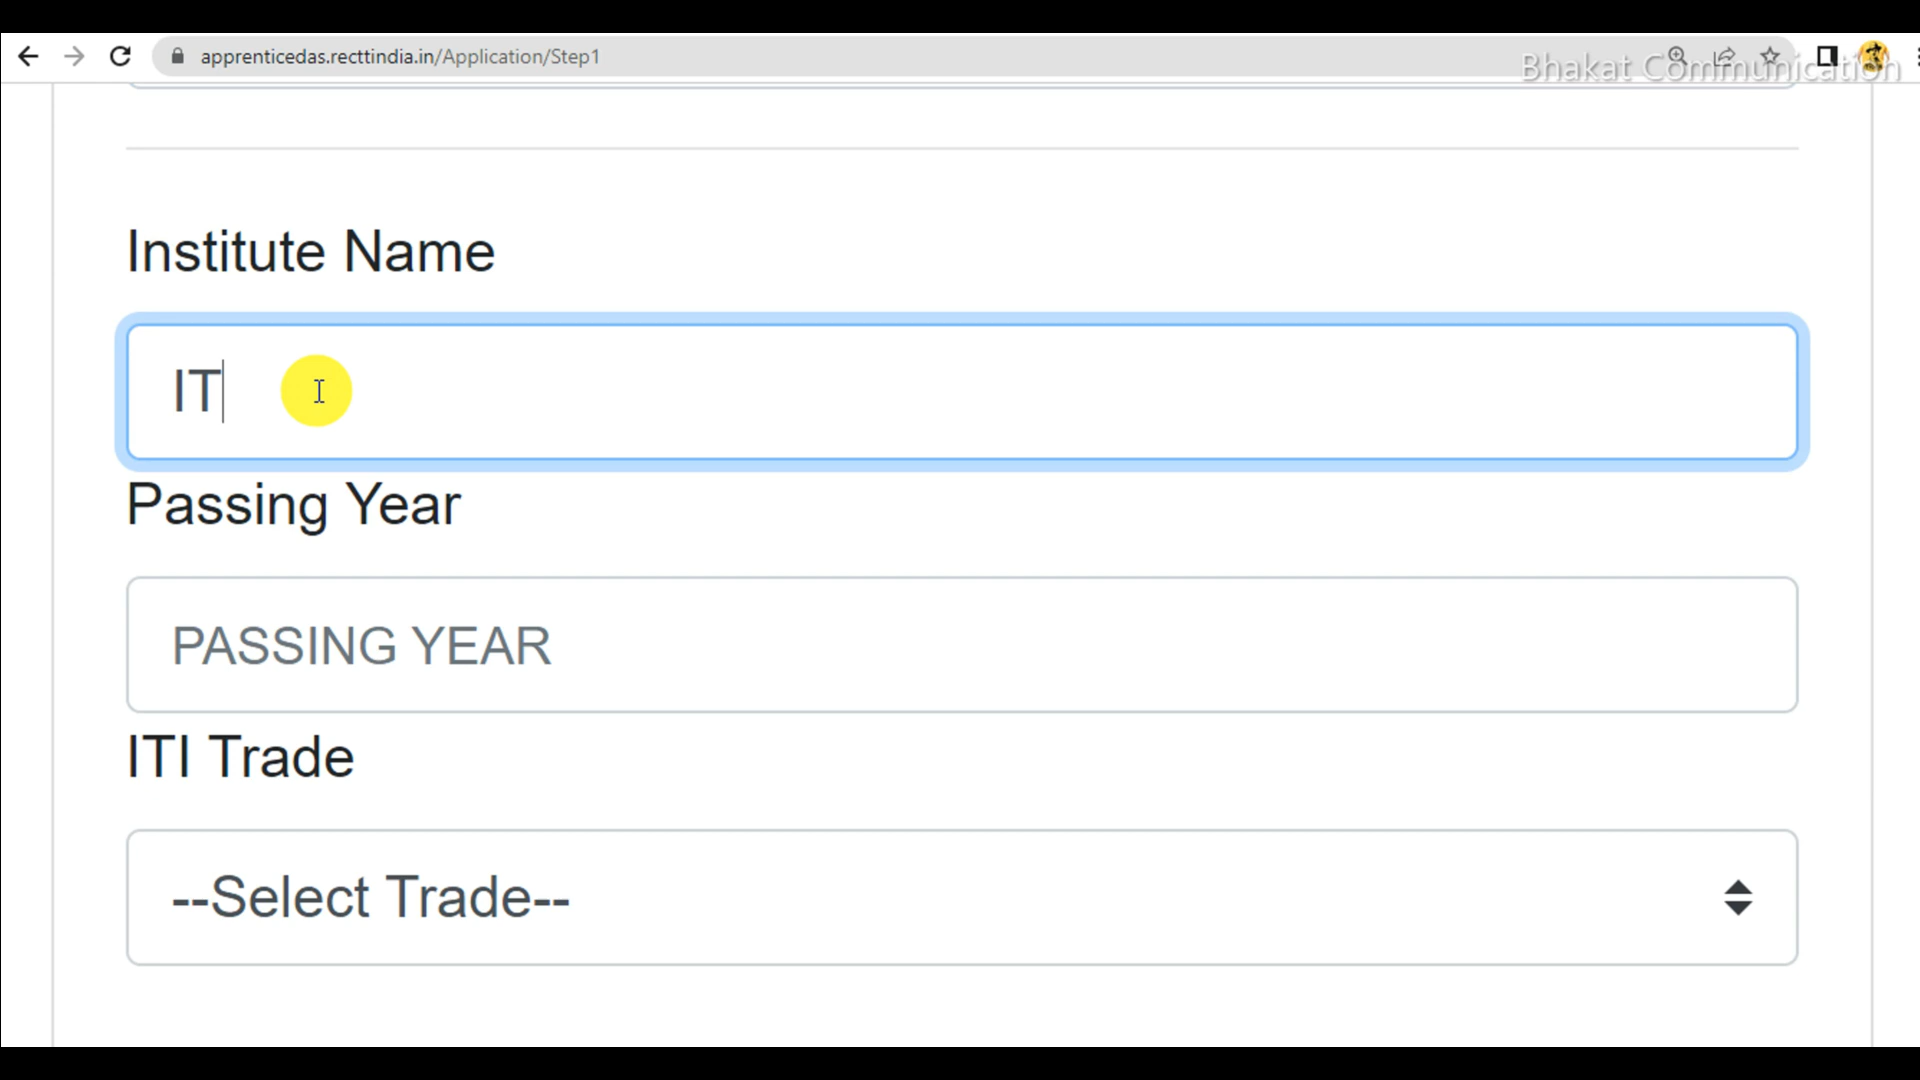 apprenticedas.recttindia.in/Application/Step1
Bhakat Communication
Institute Name
IT
Passing Year
PASSING YEAR
ITI Trade
--Select Trade--